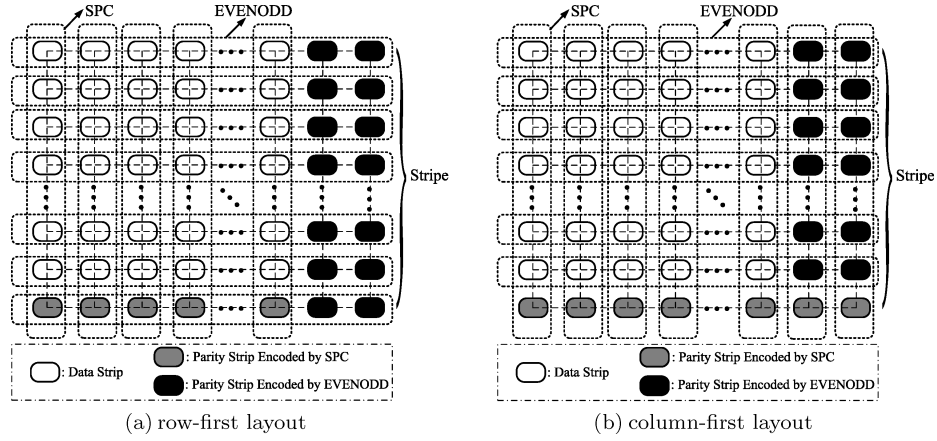 SPC
EVENODD
Stripe
: Data Strip
: Parity Strip Encoded by SPC
: Parity Strip Encoded by EVENODD
(a) row-first layout
SPC
EVENODD
Stripe
: Data Strip
: Parity Strip Encoded by SPC
: Parity Strip Encoded by EVENODD
(b) column-first layout